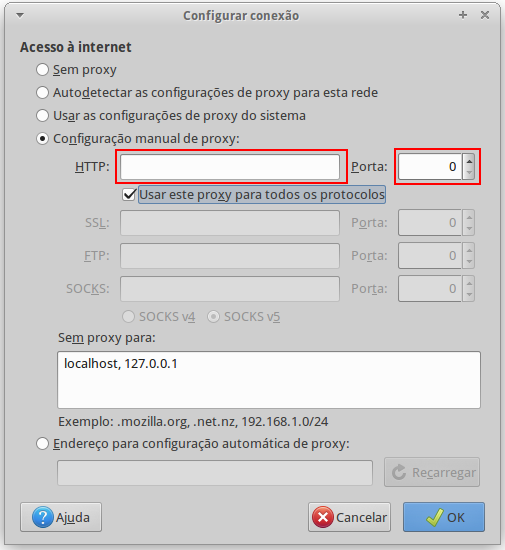 Configurar conexão
Acesso à internet
Sem proxy
Autodetectar as configurações de proxy para esta rede
Usar as configurações de proxy do sistema
Configuração manual de proxy:
HTTP: Porta: 0
Usar este proxy para todos os protocolos
SSL: Porta: 0
FTP: Porta: 0
SOCKS: Porta: 0
SOCKS v4 SOCKS v5
Sem proxy para:
localhost, 127.0.0.1
Exemplo: .mozilla.org, .net.nz, 192.168.1.0/24
Endereço para configuração automática de proxy:
Recarregar
Ajuda Cancelar OK